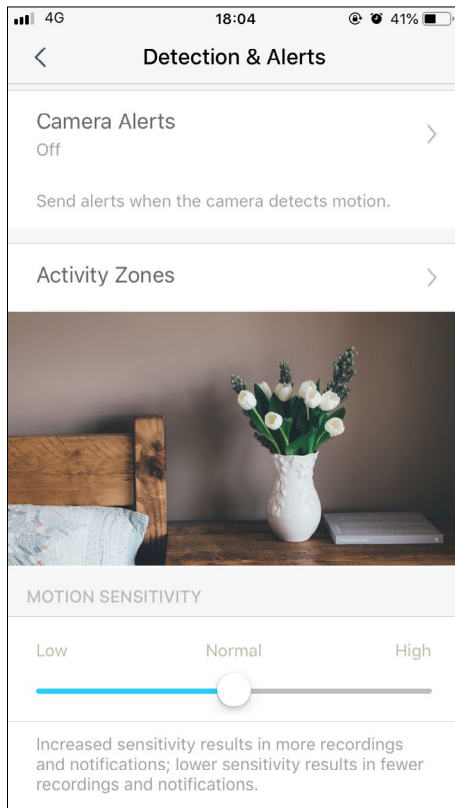 4G 18:04 41%
Detection & Alerts
Camera Alerts
Off
Send alerts when the camera detects motion.
Activity Zones
MOTION SENSITIVITY
Low Normal High
Increased sensitivity results in more recordings
and notifications; lower sensitivity results in fewer
recordings and notifications.